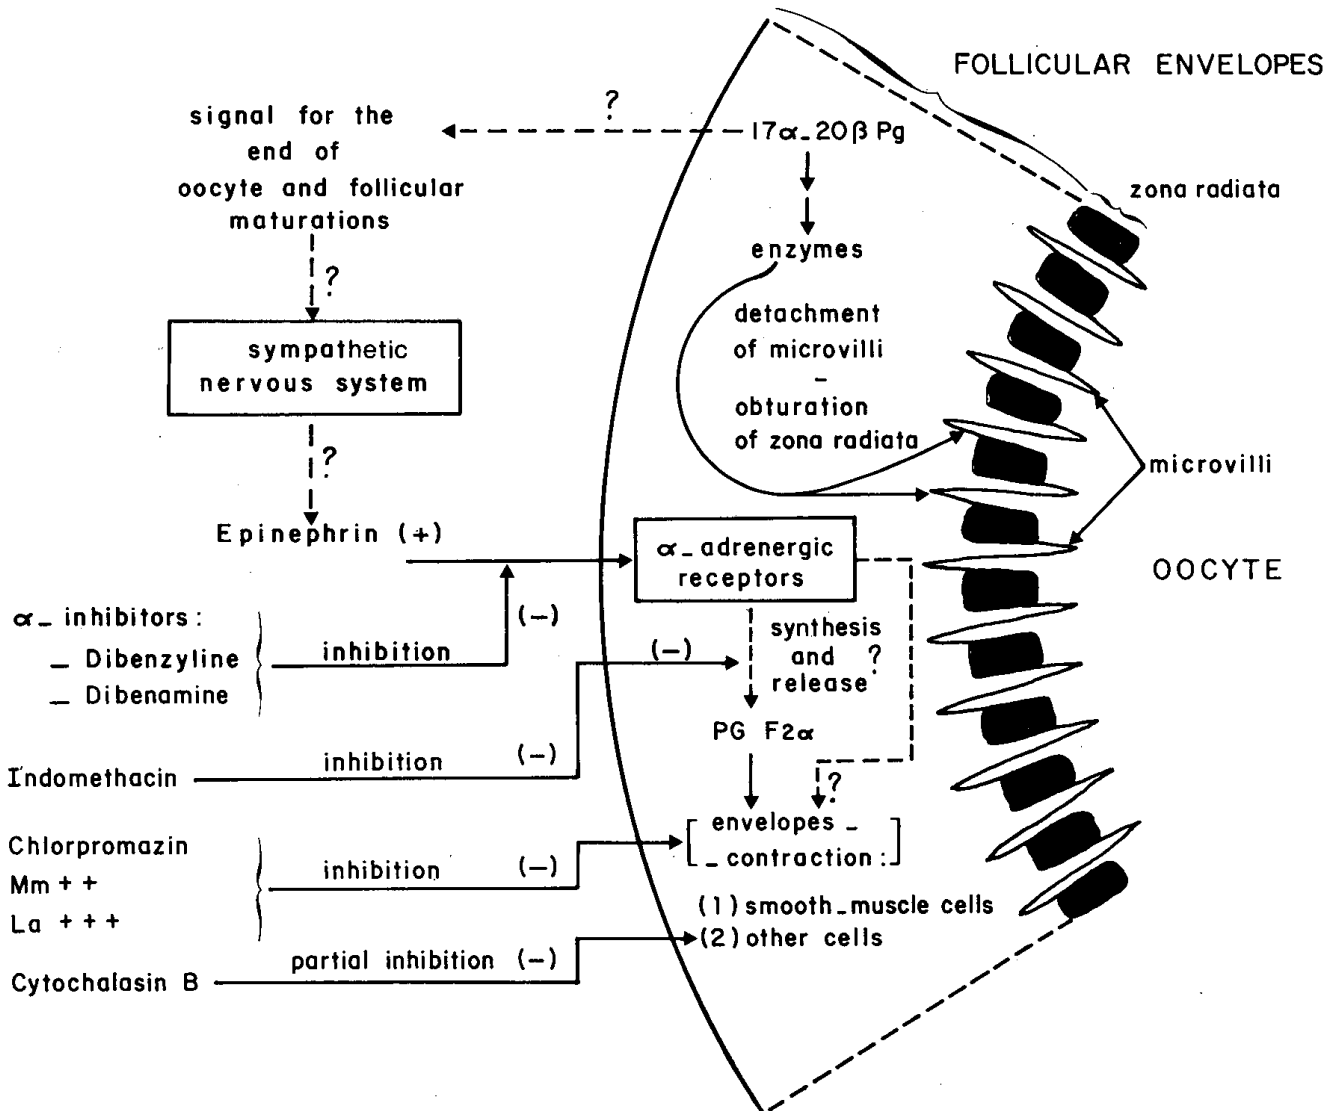 FOLLICULAR ENVELOPES
signal for the
end of
oocyte and follicular
maturations
?
17α_20β Pg
zona radiata
enzymes
?
sympathetic
nervous system
detachment
of microvilli
–
obturation
of zona radiata
?
microvilli
Epinephrin (+)
α_ adrenergic
receptors
OOCYTE
α_ inhibitors :
_ Dibenzyline
_ Dibenamine
inhibition
(–)
(–)
synthesis
and ?
release
PG F2α
Indomethacin
inhibition
(–)
?
[ envelopes _
_ contraction : ]
Chlorpromazin
Mm + +
La + + +
inhibition
(–)
(1) smooth_muscle cells
(2) other cells
Cytochalasin B
partial inhibition (–)